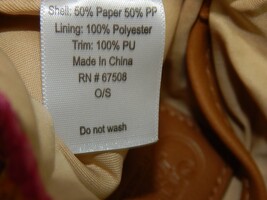 Shell: 50% Paper 50% PP
Lining: 100% Polyester
Trim: 100% PU
Made In China
RN # 67508
O/S
Do not wash